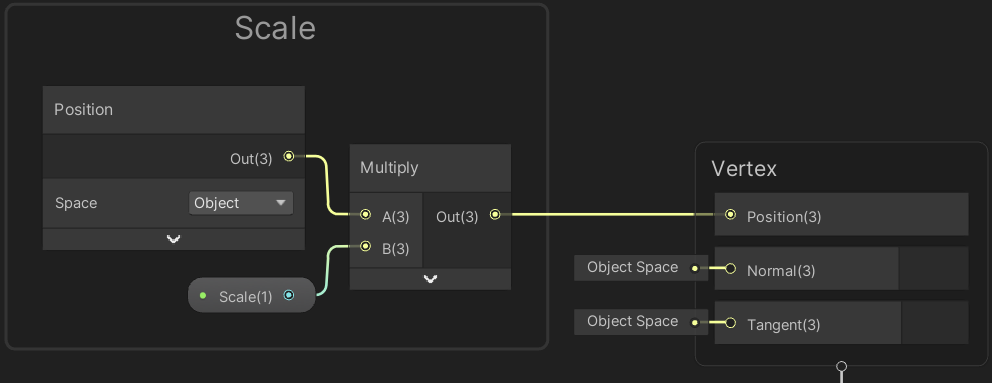 Scale
Position
Out(3)
Space
Object
Scale(1)
Multiply
A(3)
Out(3)
B(3)
Vertex
Position(3)
Object Space
Normal(3)
Object Space
Tangent(3)